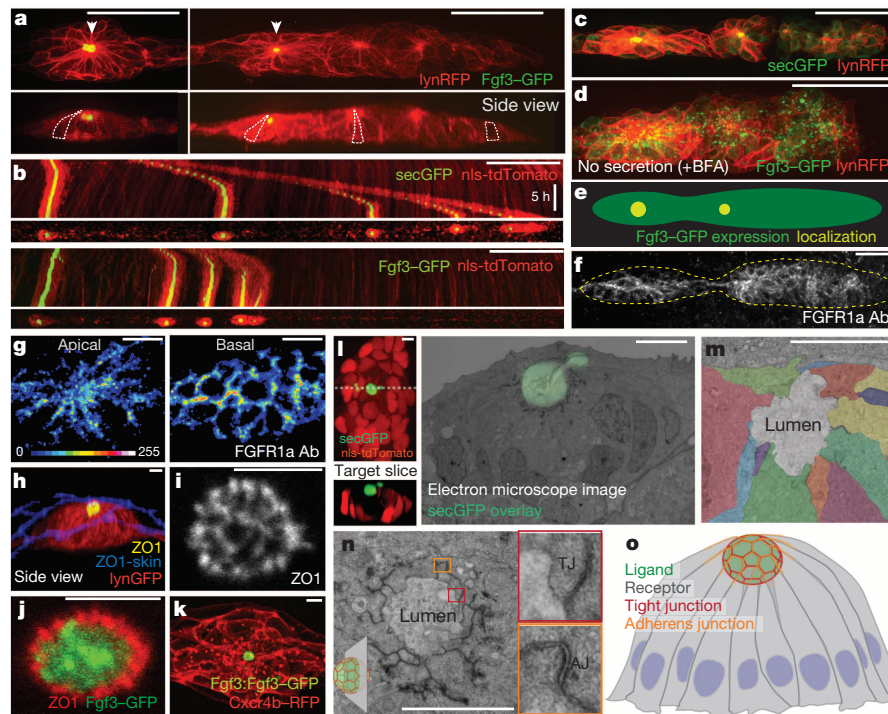 a
lynRFP Fgf3–GFP
Side view
b
secGFP nls-tdTomato
5 h
Fgf3–GFP nls-tdTomato
c
secGFP lynRFP
d
No secretion (+BFA) Fgf3–GFP lynRFP
e
Fgf3–GFP expression localization
f
FGFR1a Ab
g
Apical Basal
0 255
FGFR1a Ab
h
ZO1
ZO1-skin
Side view lynGFP
i
ZO1
j
ZO1 Fgf3–GFP
k
Fgf3:Fgf3–GFP
Cxcr4b–RFP
l
secGFP
nls-tdTomato
Target slice
Electron microscope image
secGFP overlay
m
Lumen
n
Lumen
TJ
AJ
o
Ligand
Receptor
Tight junction
Adherens junction